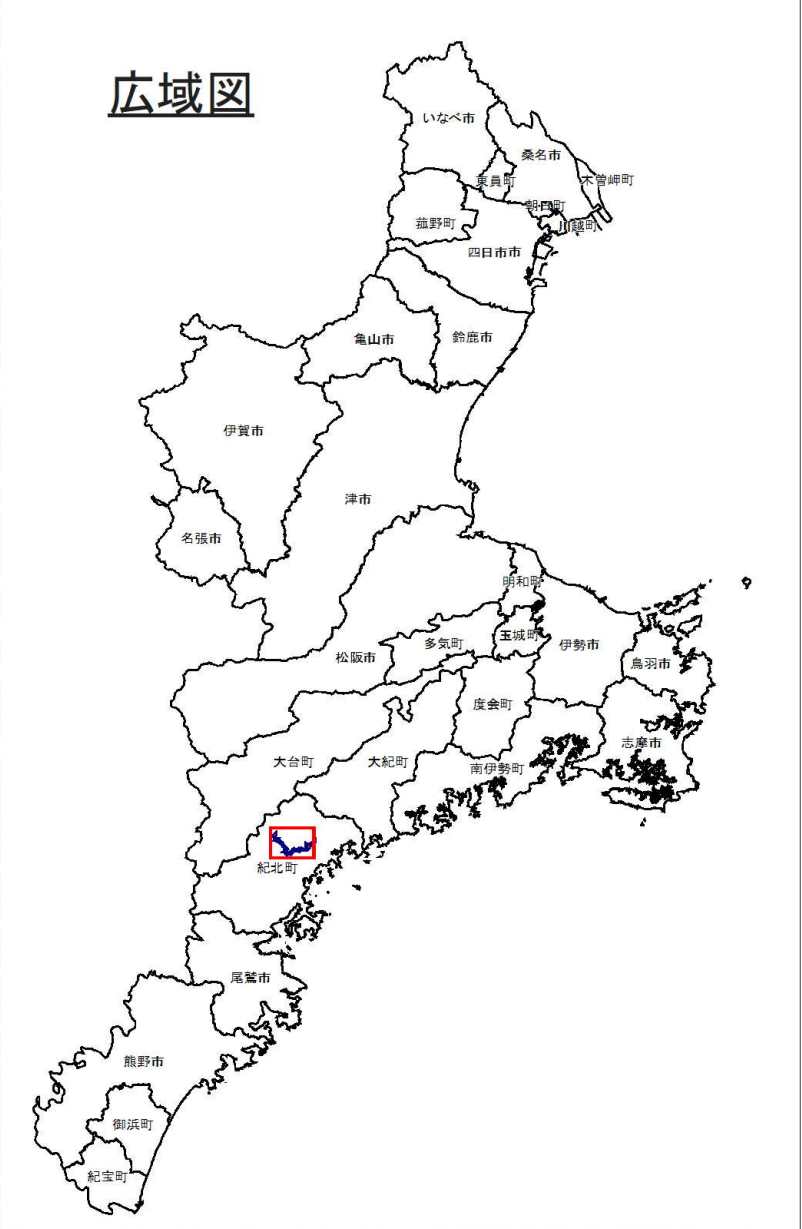 広域図
いなべ市
桑名市
東員町
木曽岬町
朝日町
菰野町
川越町
四日市市
亀山市
鈴鹿市
伊賀市
津市
名張市
明和町
玉城町
多気町
伊勢市
松阪市
鳥羽市
度会町
志摩市
大台町
大紀町
南伊勢町
紀北町
尾鷲市
熊野市
御浜町
紀宝町